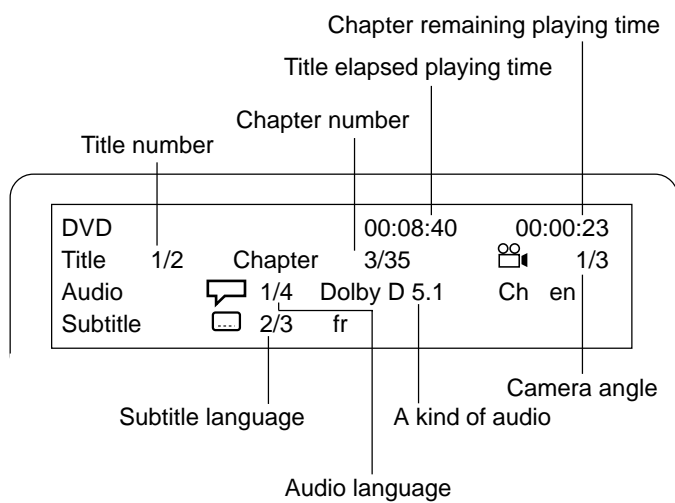 Chapter remaining playing time
Title elapsed playing time
Chapter number
Title number
DVD 00:08:40 00:00:23
Title 1/2 Chapter 3/35 1/3
Audio 1/4 Dolby D 5.1 Ch en
Subtitle 2/3 fr
Camera angle
Subtitle language A kind of audio
Audio language